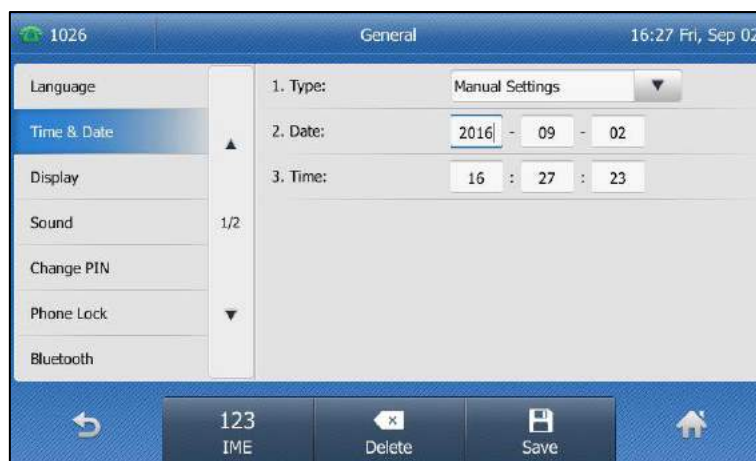 1026 General 16:27 Fri, Sep 02
Language
Time & Date
Display
Sound
Change PIN
Phone Lock
Bluetooth
1/2
1. Type: Manual Settings
2. Date: 2016 - 09 - 02
3. Time: 16 : 27 : 23
123 IME
Delete
Save